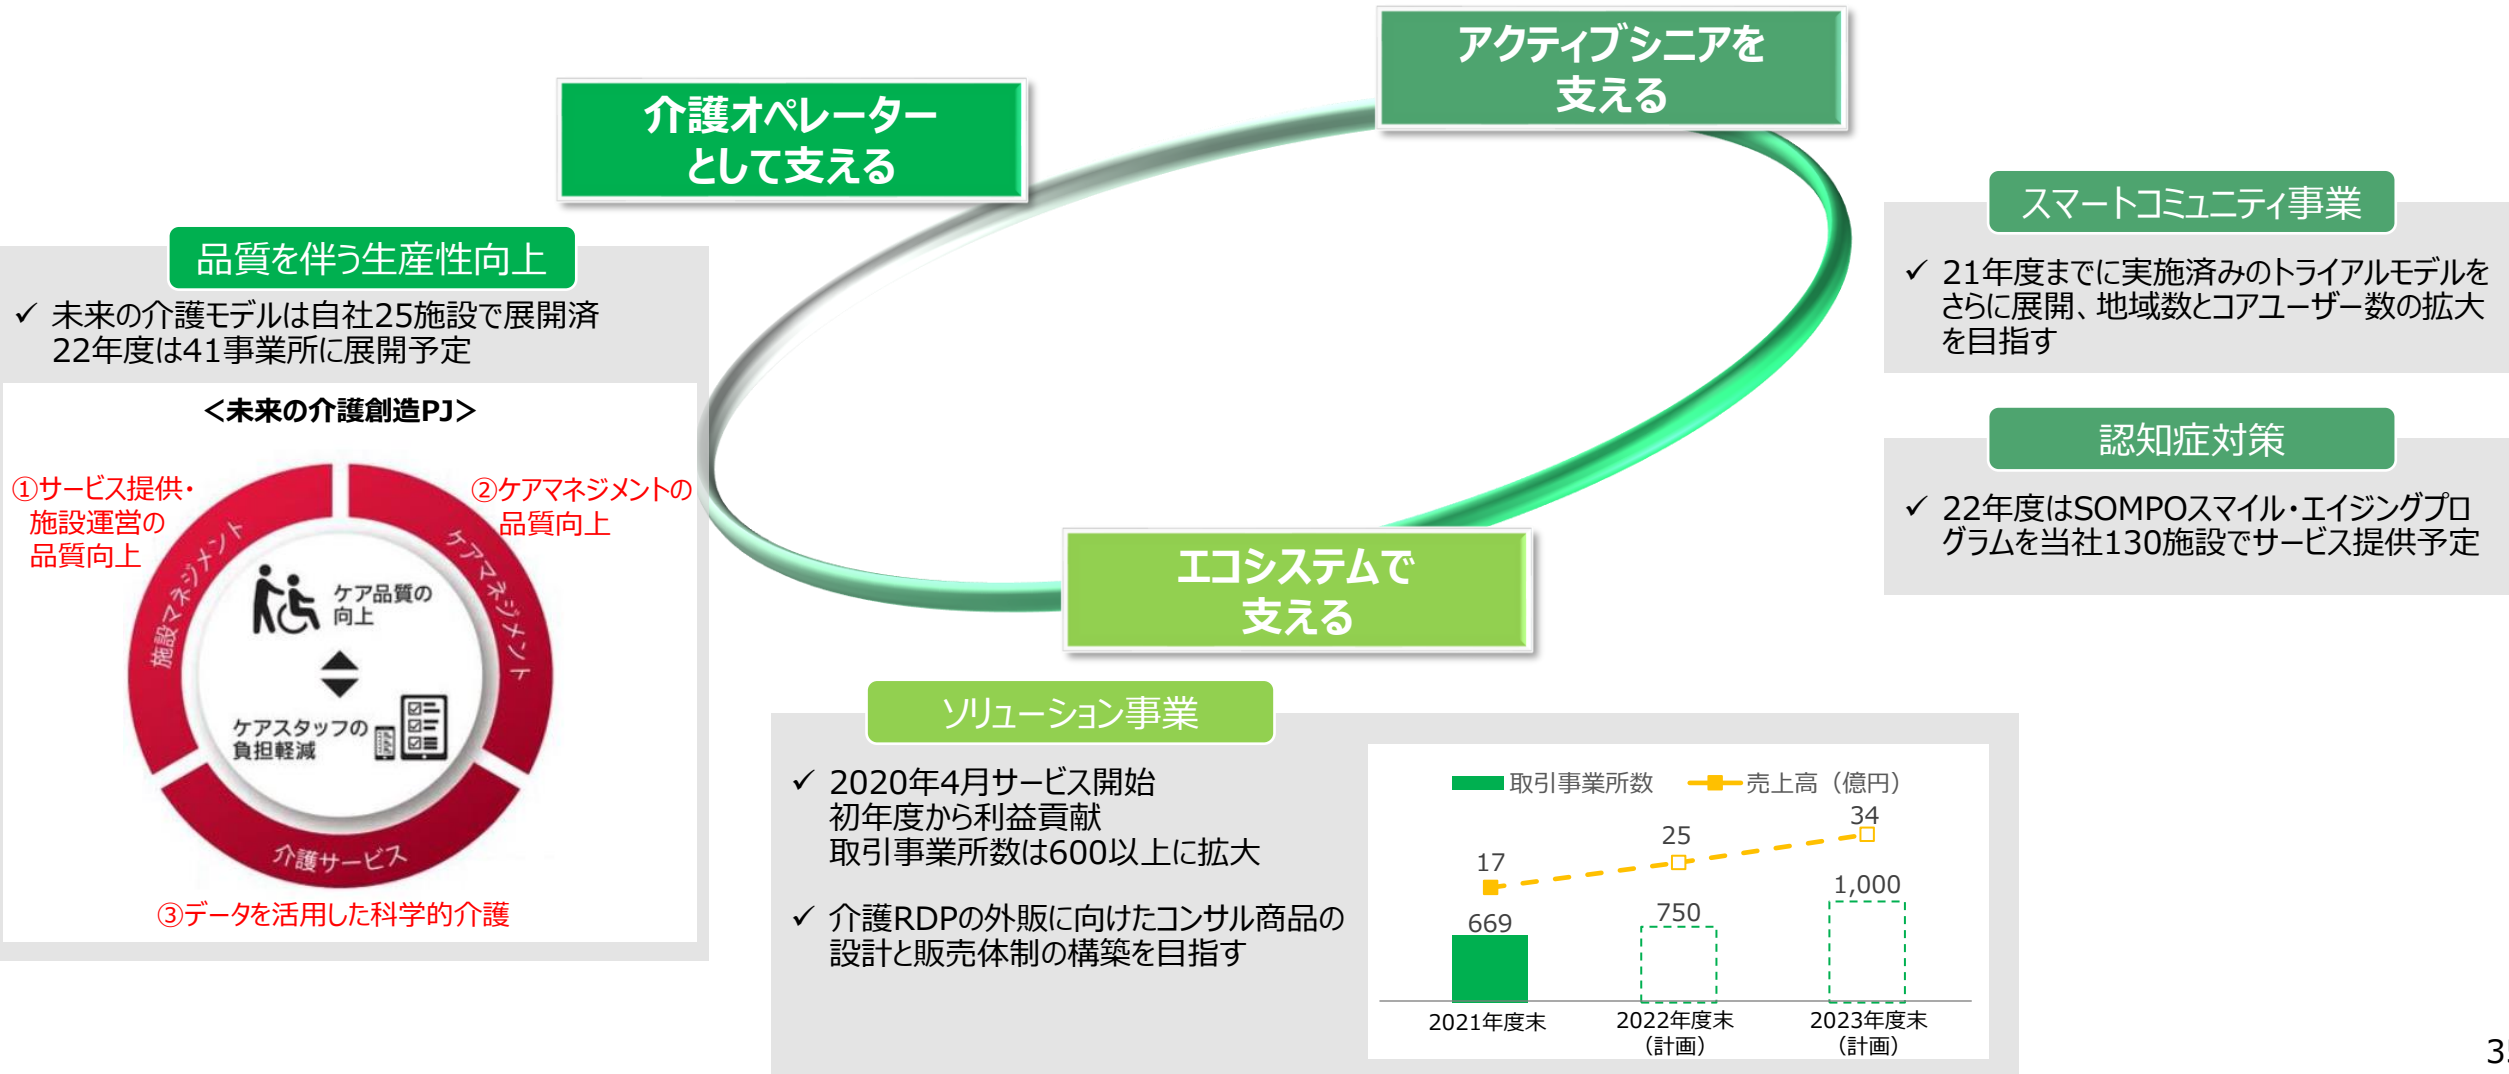 介護オペレーター
として支える
アクティブシニアを
支える
品質を伴う生産性向上
✓ 未来の介護モデルは自社25施設で展開済
22年度は41事業所に展開予定
＜未来の介護創造PJ＞
①サービス提供・
施設運営の
品質向上
②ケアマネジメントの
品質向上
施設マネジメント
ケアマネジメント
ケア品質の
向上
ケアスタッフの
負担軽減
介護サービス
③データを活用した科学的介護
スマートコミュニティ事業
✓ 21年度までに実施済みのトライアルモデルを
さらに展開、地域数とコアユーザー数の拡大
を目指す
認知症対策
✓ 22年度はSOMPOスマイル・エイジングプロ
グラムを当社130施設でサービス提供予定
エコシステムで
支える
ソリューション事業
✓ 2020年4月サービス開始
初年度から利益貢献
取引事業所数は600以上に拡大
✓ 介護RDPの外販に向けたコンサル商品の
設計と販売体制の構築を目指す
取引事業所数 売上高（億円）
17 25 34
669 750 1,000
2021年度末 2022年度末 2023年度末
（計画） （計画）